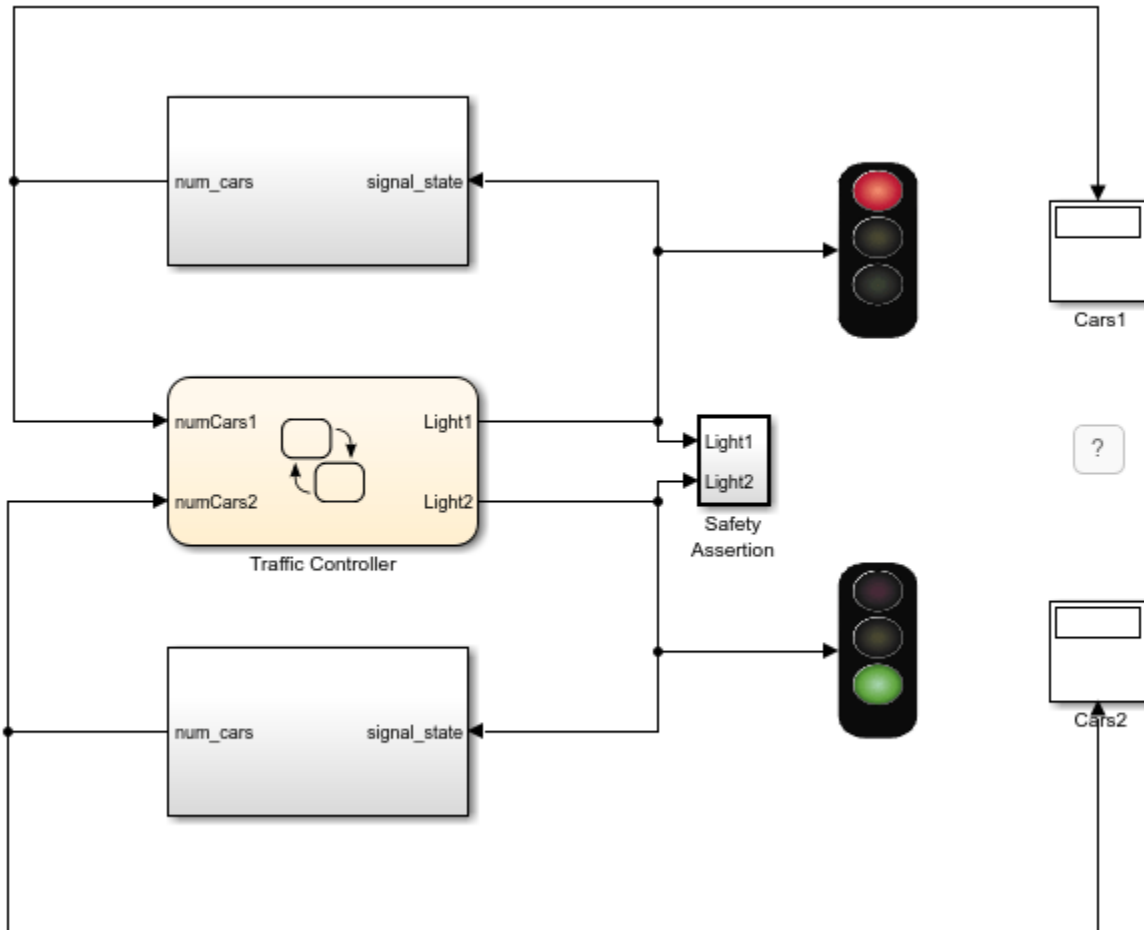 num_cars
signal_state
Cars1
numCars1
Light1
Light1
?
numCars2
Light2
Light2
Safety
Assertion
Traffic Controller
num_cars
signal_state
Cars2